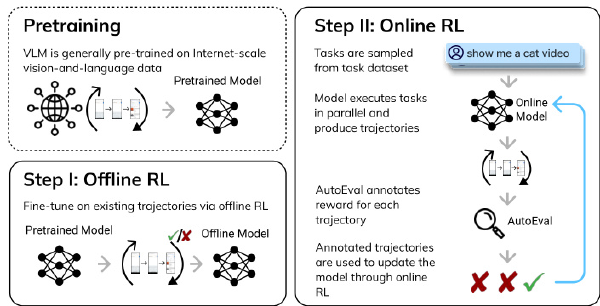 Pretraining
VLM is generally pre-trained on Internet-scale
vision-and-language data
Pretrained Model
Step I: Offline RL
Fine-tune on existing trajectories via offline RL
Pretrained Model
Offline Model
Step II: Online RL
Tasks are sampled
from task dataset
show me a cat video
Model executes tasks
in parallel and
produce trajectories
Online
Model
AutoEval annotates
reward for each
trajectory
AutoEval
Annotated trajectories
are used to update the
model through online
RL